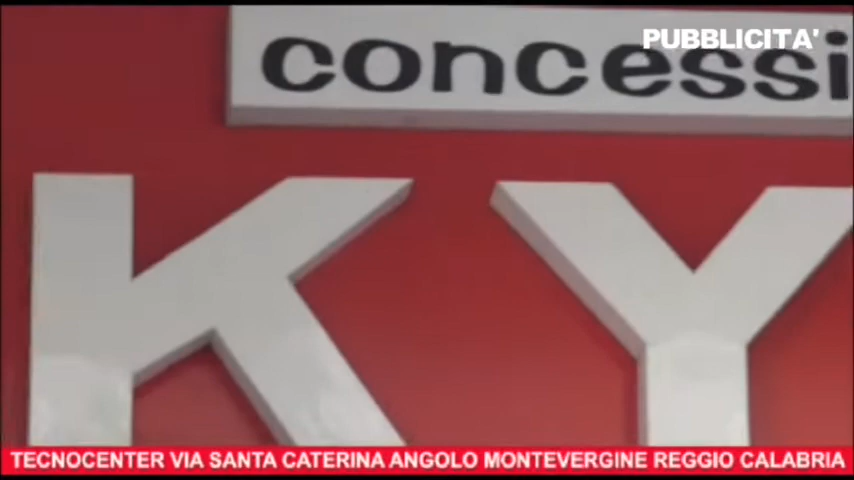 PUBBLICITA'
concessi
KY
TECNOCENTER VIA SANTA CATERINA ANGOLO MONTEVERGINE REGGIO CALABRIA